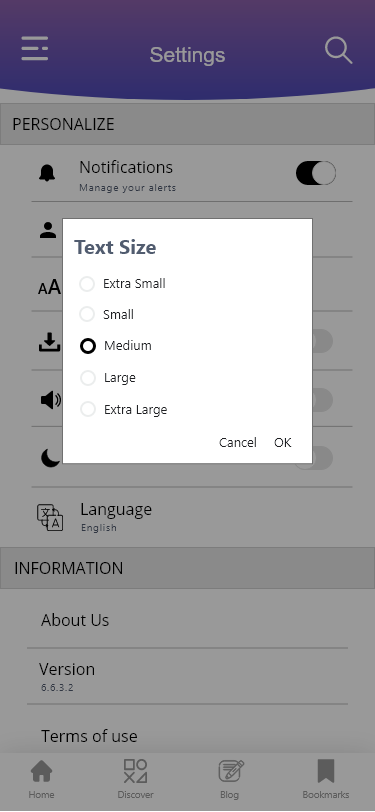 Settings
PERSONALIZE
Notifications
Manage your alerts
AA
Text Size
Extra Small
Small
Medium
Large
Extra Large
Cancel OK
Language
English
INFORMATION
About Us
Version
6.6.3.2
Terms of use
Home Discover Blog Bookmarks